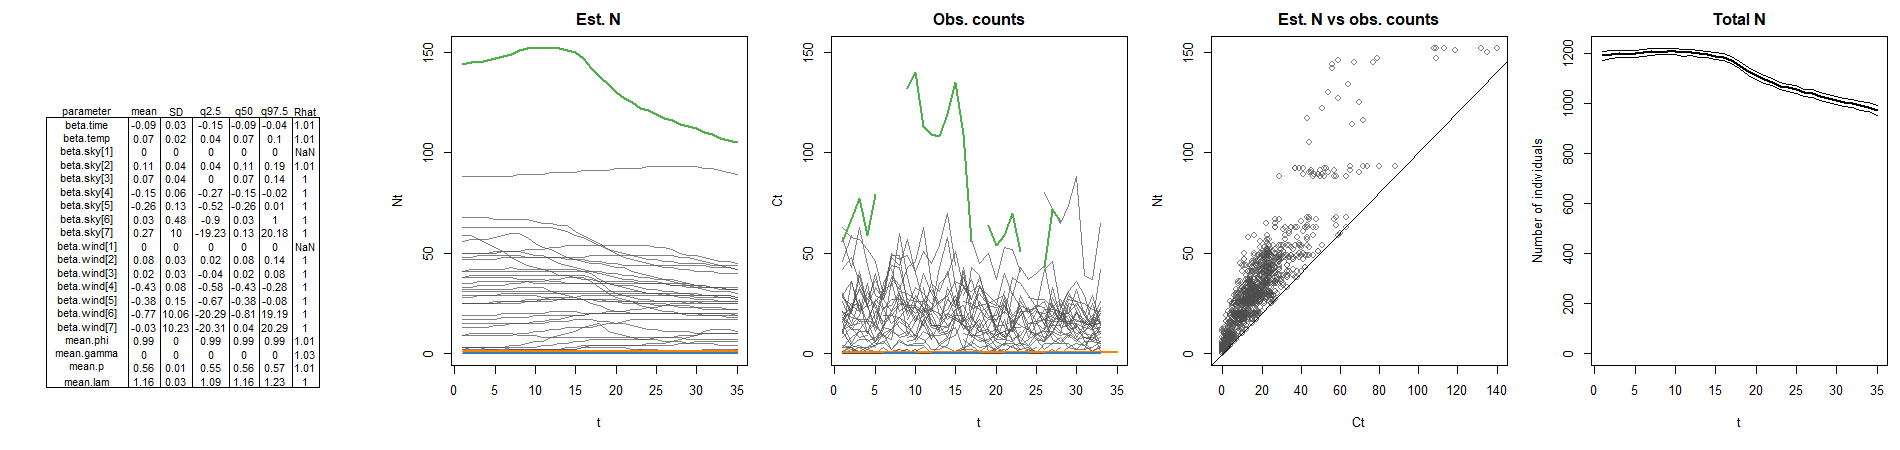 parameter mean SD q2.5 q50 q97.5 Rhat
beta.time -0.09 0.03 -0.15 -0.09 -0.04 1.01
beta.temp 0.07 0.02 0.04 0.07 0.1 1.01
beta.sky[1] 0 0 0 0 0 NaN
beta.sky[2] 0.11 0.04 0.04 0.11 0.19 1.01
beta.sky[3] 0.07 0.04 0 0.07 0.14 1
beta.sky[4] -0.15 0.06 -0.27 -0.15 -0.02 1
beta.sky[5] -0.26 0.13 -0.52 -0.26 0.01 1
beta.sky[6] 0.03 0.48 -0.9 0.03 1 1
beta.sky[7] 0.27 10 -19.23 0.13 20.18 1
beta.wind[1] 0 0 0 0 0 NaN
beta.wind[2] 0.08 0.03 0.02 0.08 0.14 1
beta.wind[3] 0.02 0.03 -0.04 0.02 0.08 1
beta.wind[4] -0.43 0.08 -0.58 -0.43 -0.28 1
beta.wind[5] -0.38 0.15 -0.67 -0.38 -0.08 1
beta.wind[6] -0.77 10.06 -20.29 -0.81 19.19 1
beta.wind[7] -0.03 10.23 -20.31 0.04 20.29 1
mean.phi 0.99 0 0.99 0.99 0.99 1.01
mean.gamma 0 0 0 0 0 1.03
mean.p 0.56 0.01 0.55 0.56 0.57 1.01
mean.lam 1.16 0.03 1.09 1.16 1.23 1
Est. N
Nt
150
100
50
0
0 5 10 15 20 25 30 35
t
Obs. counts
Ct
150
100
50
0
0 5 10 15 20 25 30 35
t
Est. N vs obs. counts
Nt
150
100
50
0
0 20 40 60 80 100 120 140
Ct
Total N
Number of individuals
1200
1000
800
600
400
200
0
0 5 10 15 20 25 30 35
t